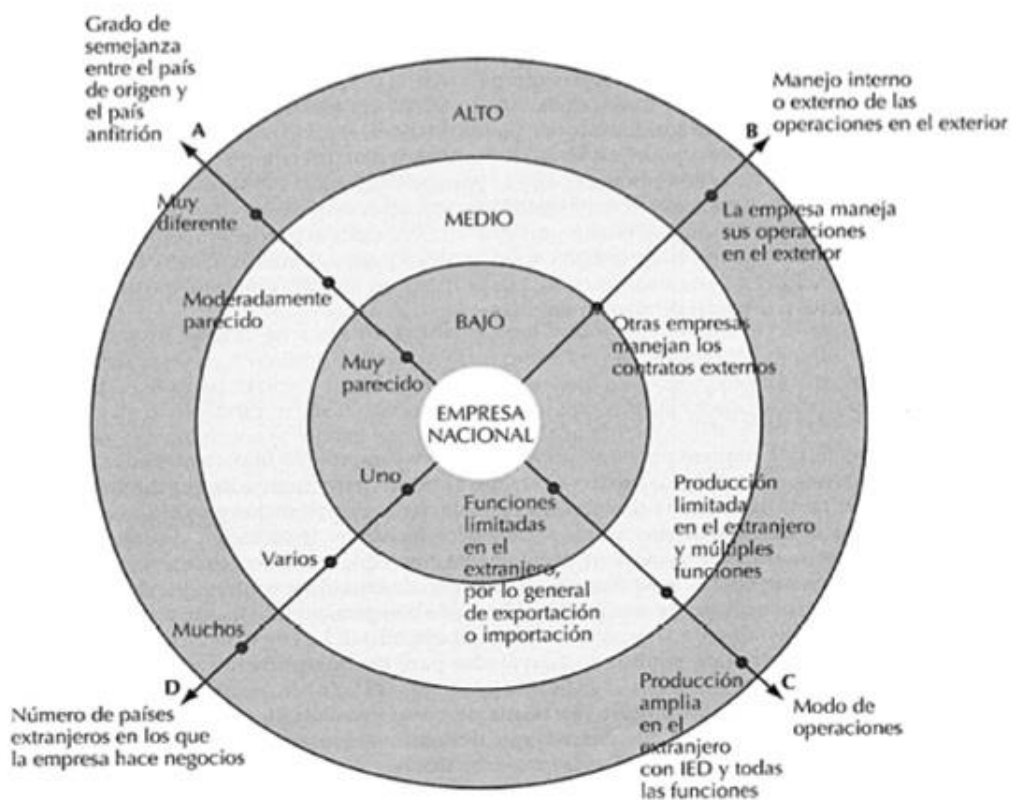 Grado de
semejanza
entre el país
de origen y
el país
anfitrión
A
Manejo interno
o externo de las
operaciones en el exterior
B
ALTO
MEDIO
BAJO
EMPRESA
NACIONAL
Muy
diferente
Moderadamente
parecido
Muy
parecido
La empresa maneja
sus operaciones
en el exterior
Otras empresas
manejan los
contratos externos
Uno
Varios
Muchos
D
Número de países
extranjeros en los que
la empresa hace negocios
Funciones
limitadas
en el
extranjero,
por lo general
de exportación
o importación
Producción
limitada
en el extranjero
y múltiples
funciones
Producción
amplia
en el
extranjero
con IED y todas
las funciones
C
Modo de
operaciones